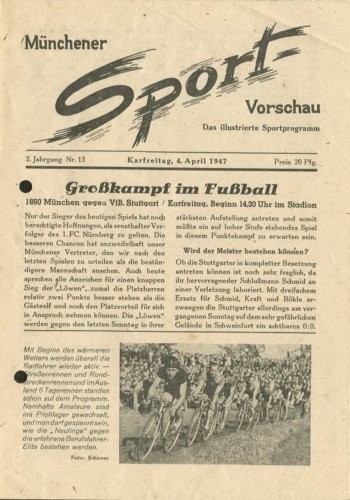 Münchener
Sport-
Vorschau
Das illustrierte Sportprogramm
2. Jahrgang Nr. 13 Karfreitag, 4. April 1947 Preis 20 Pfg.
Großkampf im Fußball
1860 München gegen VfB. Stuttgart / Karfreitag, Beginn 14.30 Uhr im Stadion
Nur der Sieger des heutigen Spiels hat noch
berechtigte Hoffnungen, als ernsthafter Ver-
folger des 1. FC. Nürnberg zu gelten. Die
besseren Chancen hat unzweifelhaft unser
Münchener Vertreter, den wir nach den
letzten Spielen zu urteilen als die bestän-
digere Mannschaft ansehen. Auch heute
sprechen alle Anzeichen für einen knappen
Sieg der „Löwen“, zumal die Platzherren
relativ zwei Punkte besser stehen als die
Gästeelf und noch den Platzvorteil für sich
in Anspruch nehmen können. Die „Löwen“
werden gegen den letzten Sonntag in ihrer
stärksten Aufstellung antreten und somit
müßte ein auf hoher Stufe stehendes Spiel
in diesem Punktekampf zu erwarten sein.
Wird der Meister bestehen können?
Ob die Stuttgarter in kompletter Besetzung
antreten können ist noch sehr fraglich, da
ihr hervorragender Schlußmann Schmid an
einer Verletzung laboriert. Mit dreifachem
Ersatz für Schmid, Kraft und Bökle er-
zwangen die Stuttgarter allerdings am ver-
gangenen Sonntag auf dem sehr gefährlichen
Gelände in Schweinfurt ein achtbares 0:0.
Mit Beginn des wärmeren
Wetters werden überall die
Radfahrer wieder aktiv. —
Straßenrennen und Rund-
streckenrennen und im Aus-
land 6 Tagerennen standen
schon auf dem Programm.
Namhafte Amateure sind
ins Profilager gewechselt,
und man darf gespannt sein,
wie die „Neulinge“ gegen
die erfahrene Berufsfahrer-
Elite bestehen werden.
Foto: Schirner